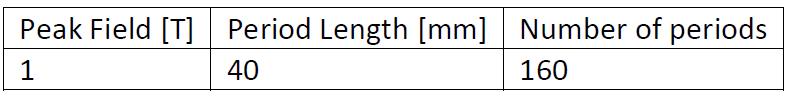 Peak Field [T] Period Length [mm] Number of periods
1 40 160